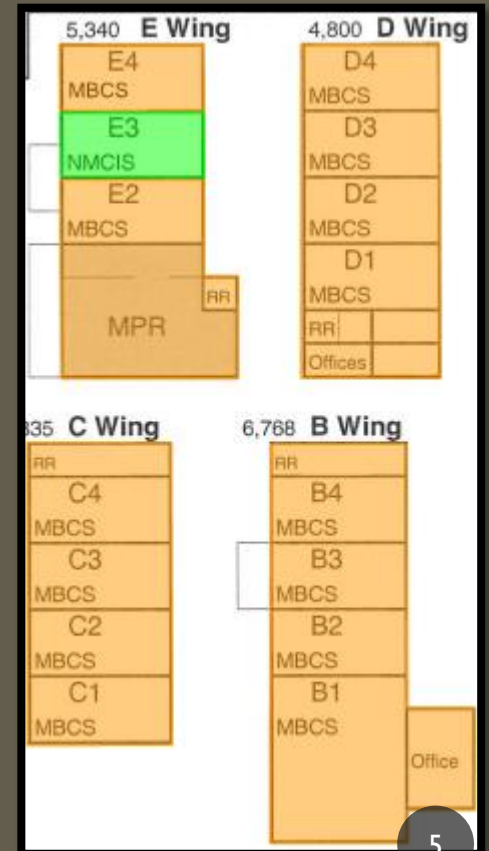 5,340 E Wing
E4
MBCS
E3
NMCIS
E2
MBCS
RR
MPR
4,800 D Wing
D4
MBCS
D3
MBCS
D2
MBCS
D1
MBCS
RR
Offices
335 C Wing
RR
C4
MBCS
C3
MBCS
C2
MBCS
C1
MBCS
6,768 B Wing
RR
B4
MBCS
B3
MBCS
B2
MBCS
B1
MBCS
Office
5